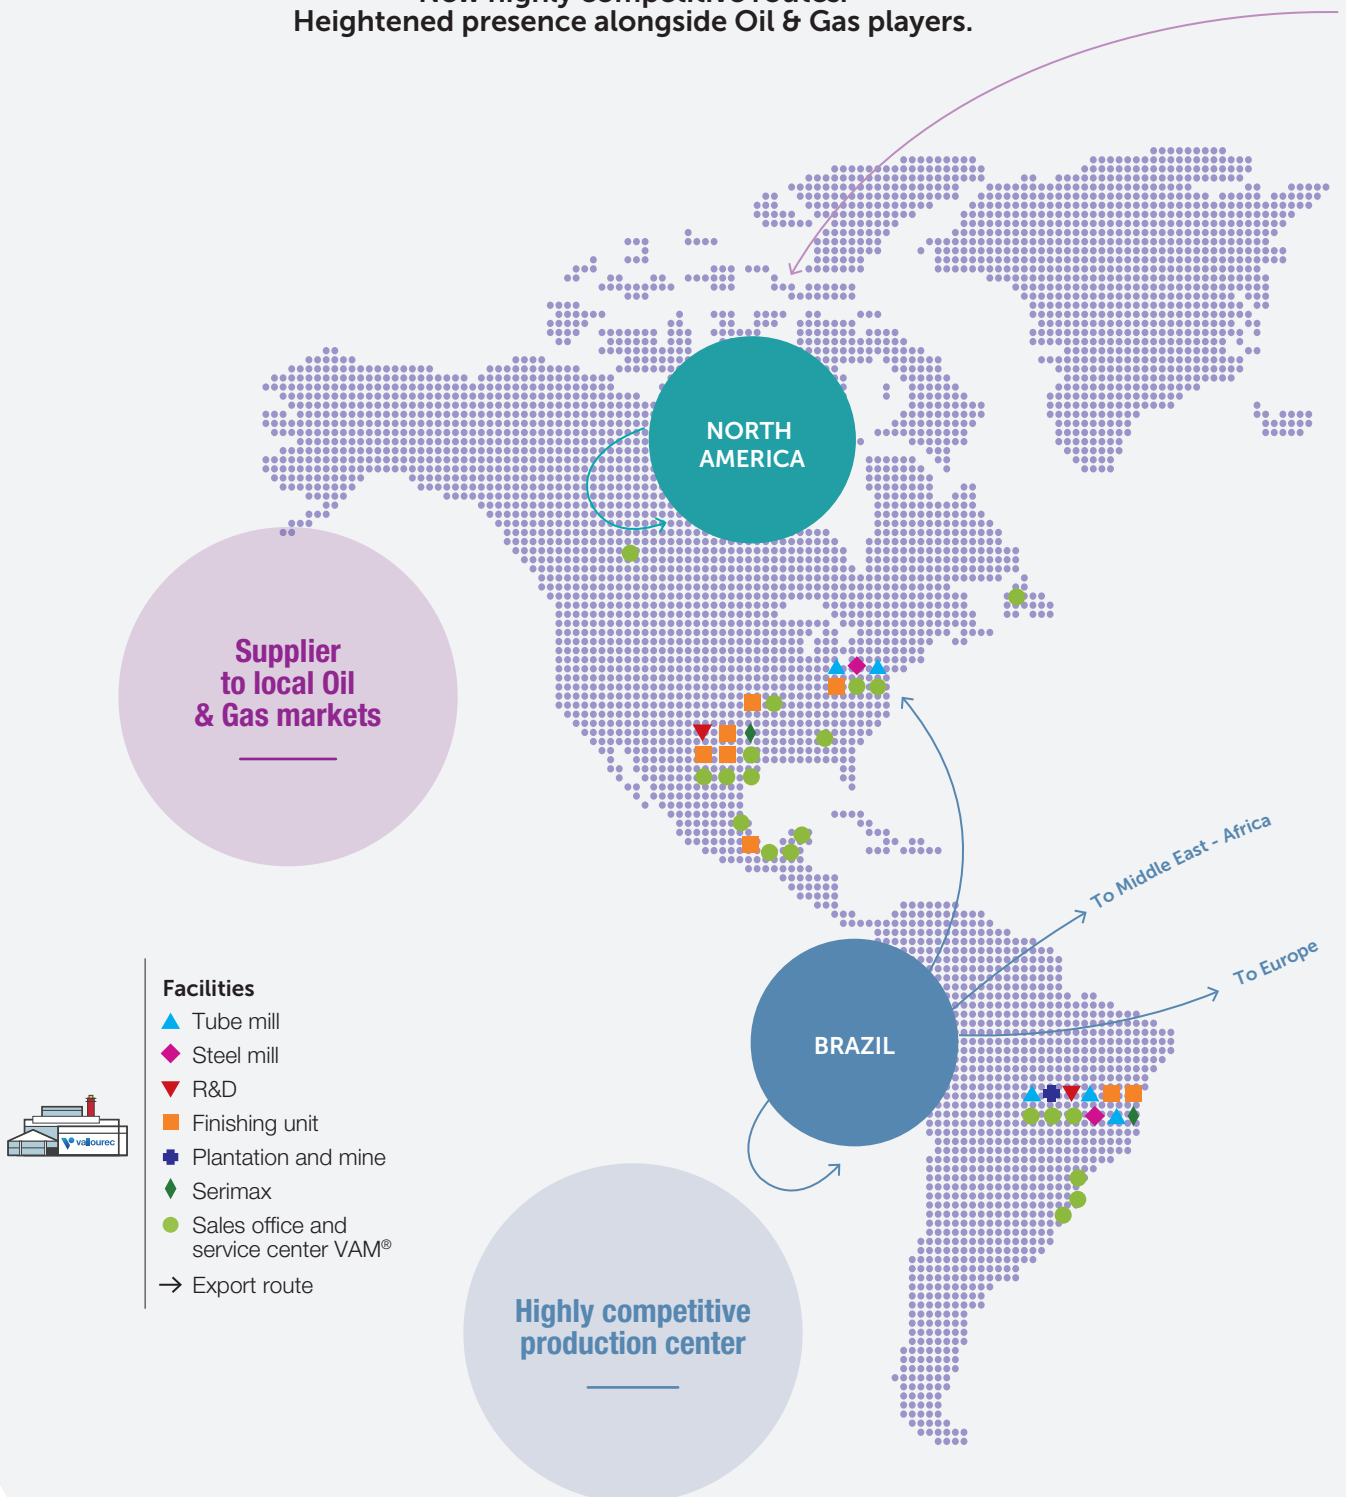 Heightened presence alongside Oil & Gas players.
NORTH
AMERICA
Supplier
to local Oil
& Gas markets
To Middle East - Africa
To Europe
BRAZIL
Facilities
Tube mill
Steel mill
R&D
Finishing unit
Plantation and mine
Serimax
Sales office and
service center VAM®
Export route
vallourec
Highly competitive
production center